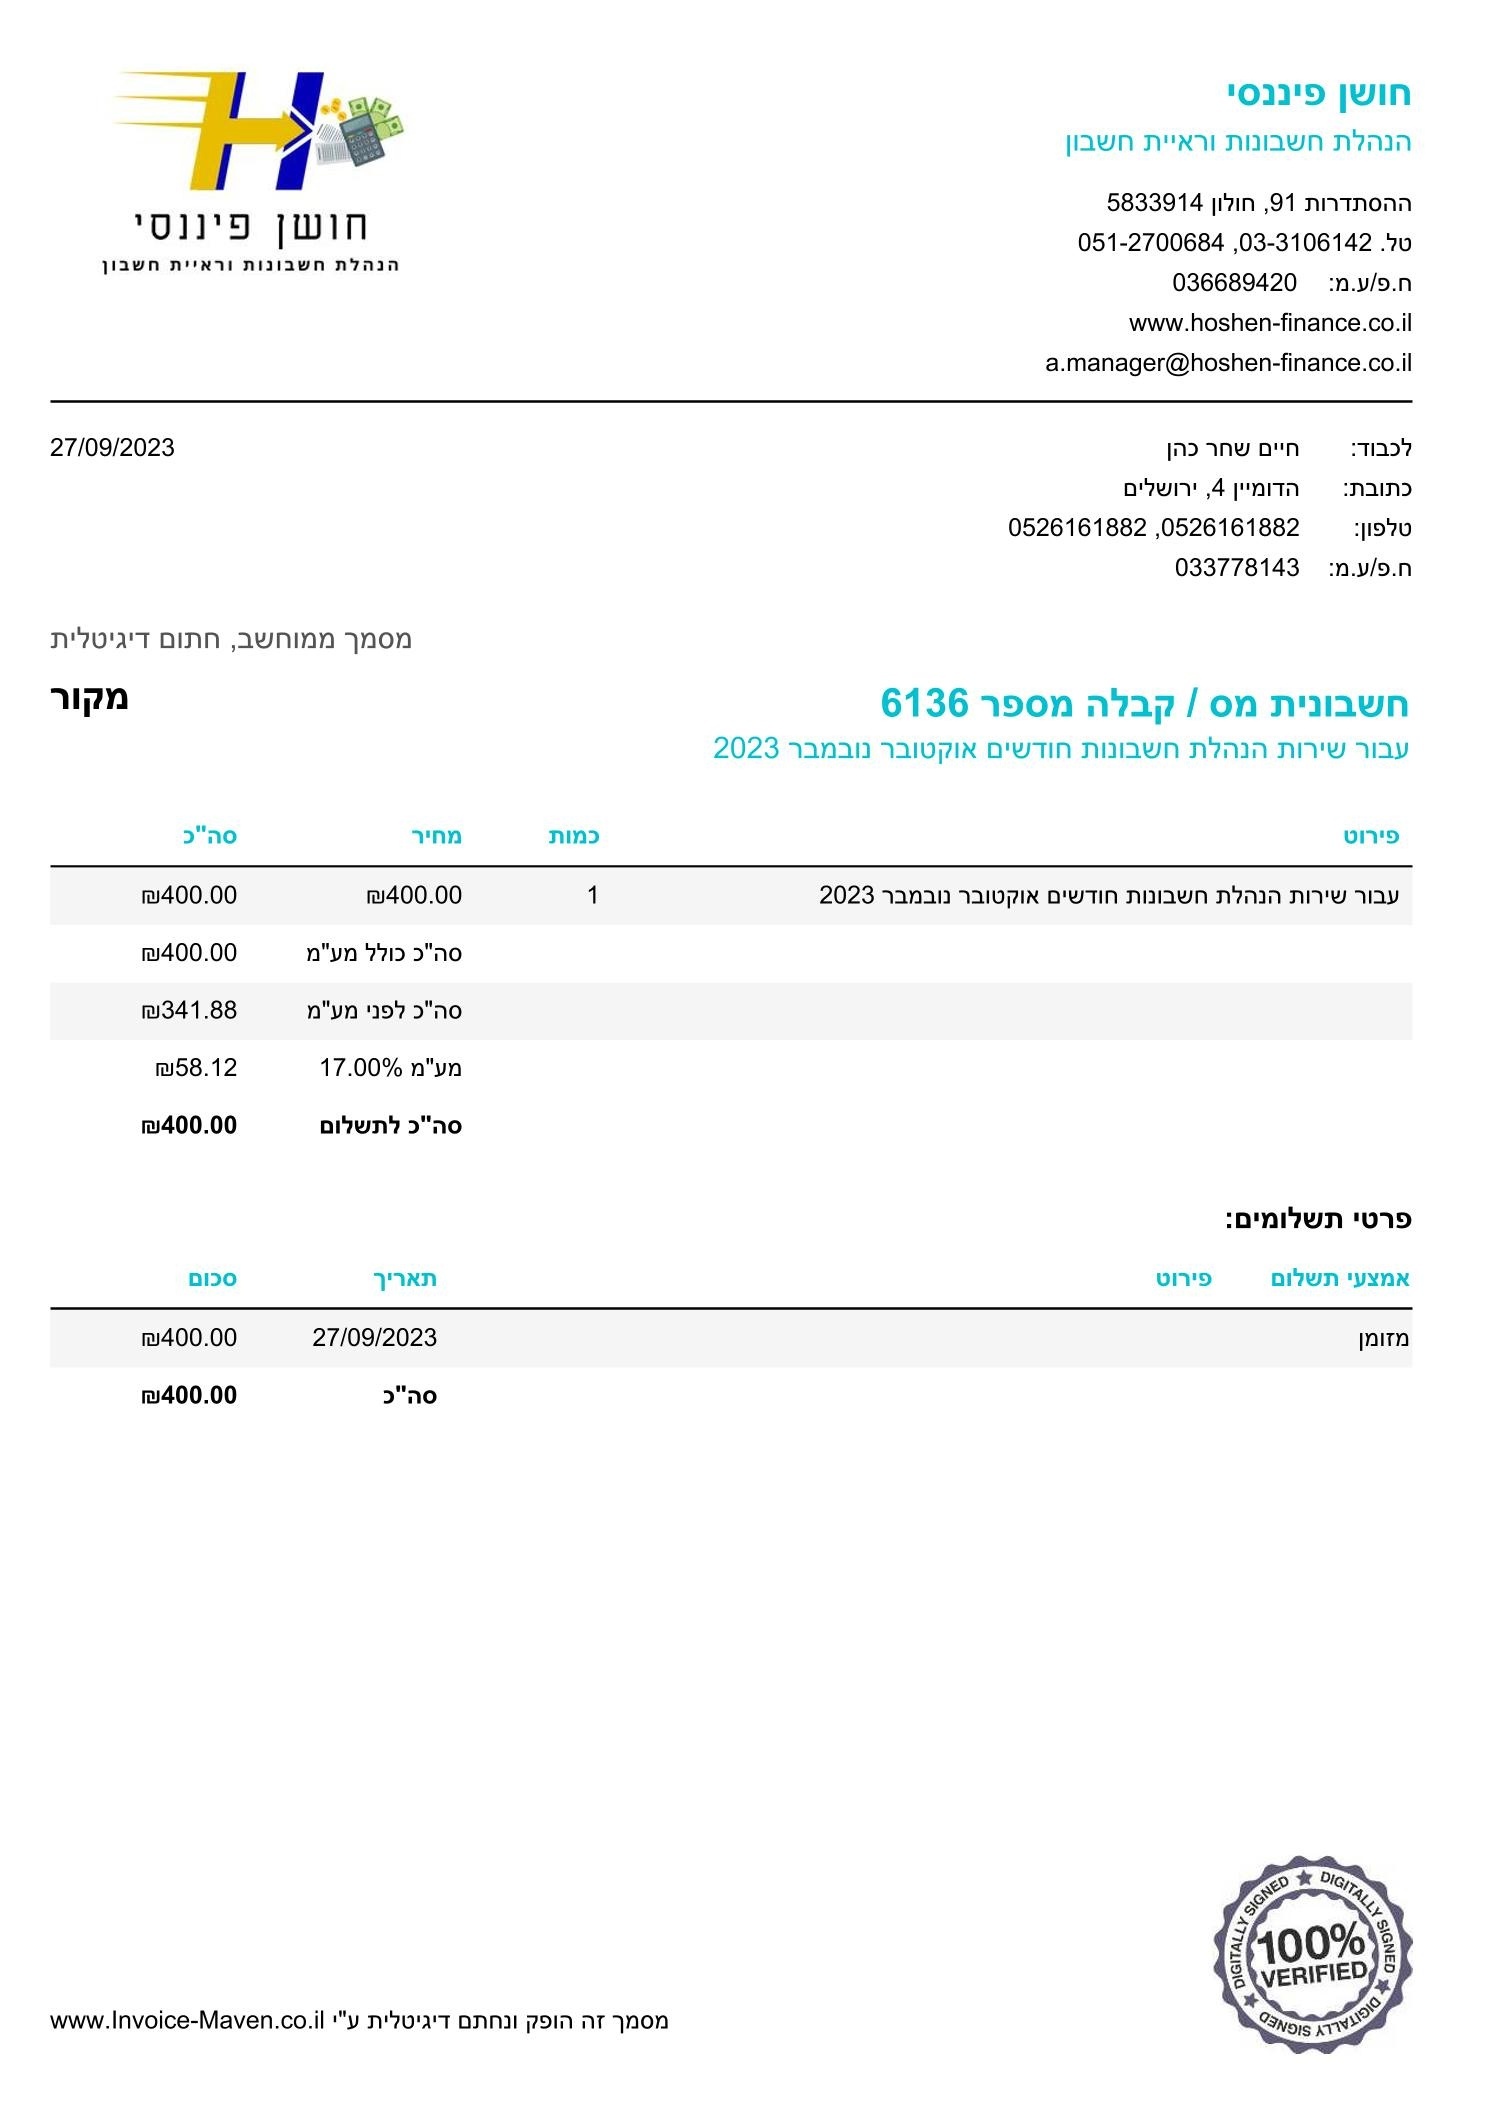 חושן פיננסי
הנהלת חשבונות וראיית חשבון
חושן פיננסי
הנהלת חשבונות וראיית חשבון
ההסתדרות 91, חולון 5833914
טל. 03-3106142, 051-2700684
ח.פ/ע.מ: 036689420
www.hoshen-finance.co.il
a.manager@hoshen-finance.co.il
לכבוד: חיים שחר כהן 27/09/2023
כתובת: הדומיין 4, ירושלים
טלפון: 0526161882, 0526161882
ח.פ/ע.מ: 033778143
מסמך ממוחשב, חתום דיגיטלית
חשבונית מס / קבלה מספר 6136 מקור
עבור שירות הנהלת חשבונות חודשים אוקטובר נובמבר 2023
פירוט כמות מחיר סה"כ
עבור שירות הנהלת חשבונות חודשים אוקטובר נובמבר 2023 1 ₪400.00 ₪400.00
סה"כ כולל מע"מ ₪400.00
סה"כ לפני מע"מ ₪341.88
מע"מ 17.00% ₪58.12
סה"כ לתשלום ₪400.00
פרטי תשלומים:
אמצעי תשלום פירוט תאריך סכום
מזומן 27/09/2023 ₪400.00
סה"כ ₪400.00
DIGITALLY SIGNED ★ DIGITALLY SIGNED ★ DIGITALLY SIGNED ★
100%
VERIFIED
מסמך זה הופק ונחתם דיגיטלית ע"י www.Invoice-Maven.co.il